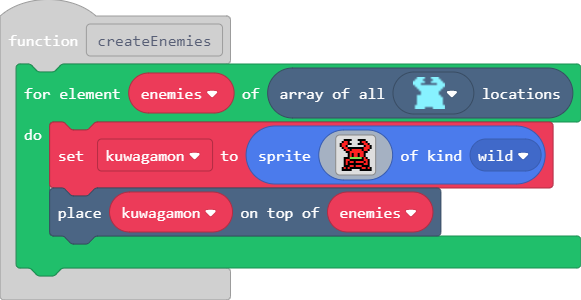 function createEnemies
for element enemies of array of all locations
do
set kuwagamon to sprite of kind wild
place kuwagamon on top of enemies